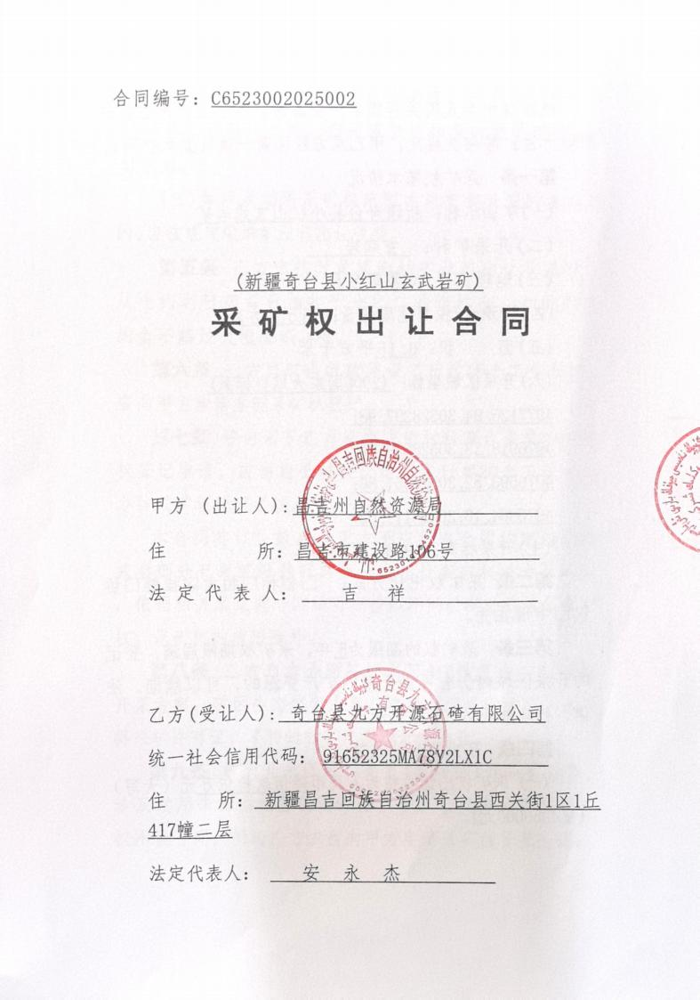 合同编号：C6523002025002
(新疆奇台县小红山玄武岩矿)
采矿权出让合同
甲方（出让人）：昌吉州自然资源局
住 所：昌吉市建设路106号
法定代表人：吉 祥
乙方(受让人)：奇台县九方开源石碴有限公司
统一社会信用代码：91652325MA78Y2LX1C
住 所：新疆昌吉回族自治州奇台县西关街1区1丘
417幢二层
法定代表人：安 永 杰